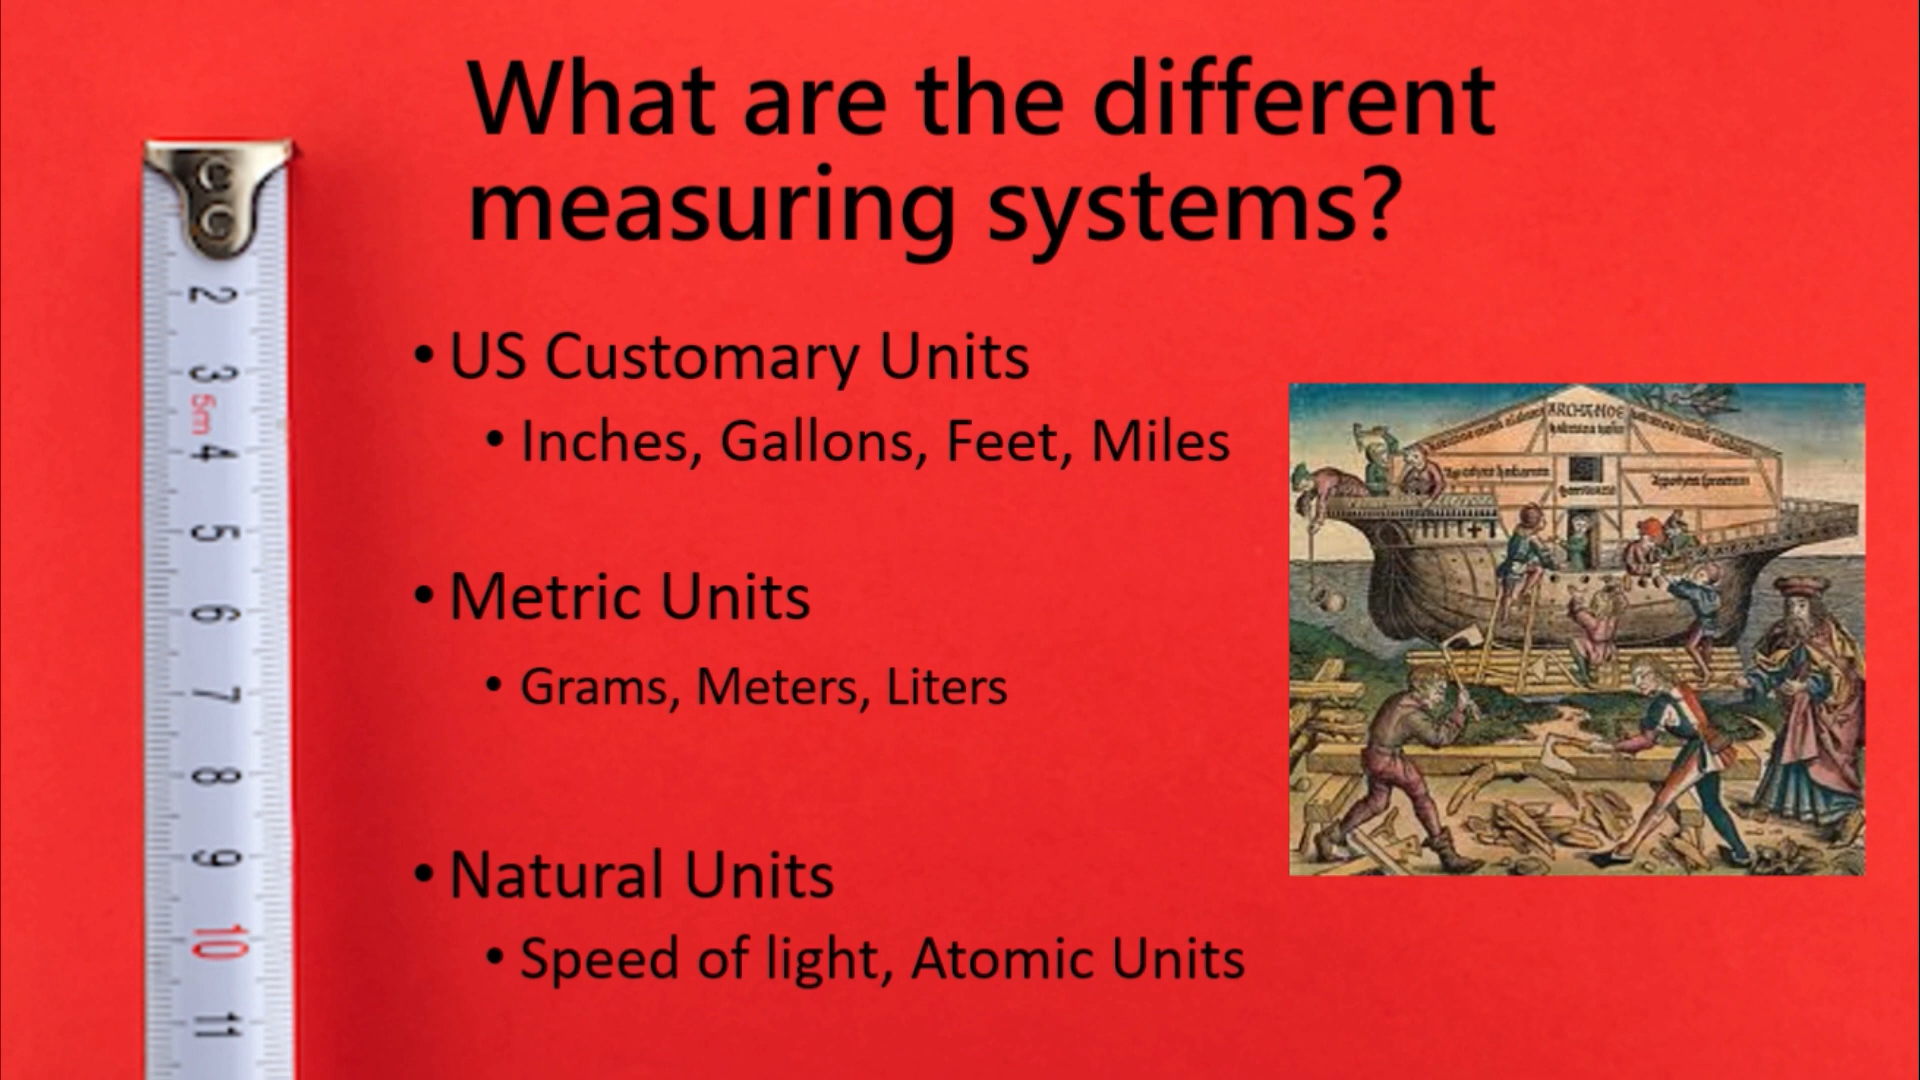 What are the different
measuring systems?
• US Customary Units
• Inches, Gallons, Feet, Miles
• Metric Units
• Grams, Meters, Liters
• Natural Units
• Speed of light, Atomic Units
2
3
5m
4
5
6
7
8
9
10
11